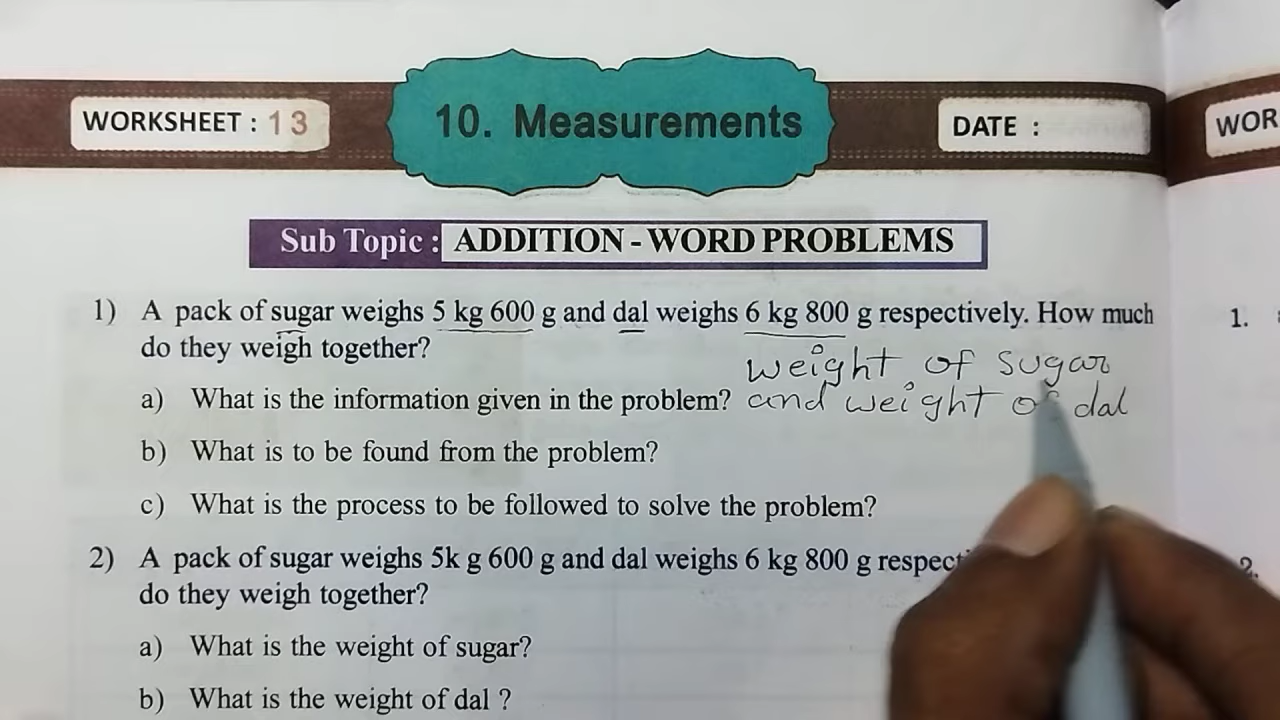 WORKSHEET : 13
10. Measurements
DATE :
WOR
Sub Topic : ADDITION - WORD PROBLEMS
1) A pack of sugar weighs 5 kg 600 g and dal weighs 6 kg 800 g respectively. How much
do they weigh together?
weight of sugar
a) What is the information given in the problem? and weight of dal
b) What is to be found from the problem?
c) What is the process to be followed to solve the problem?
2) A pack of sugar weighs 5k g 600 g and dal weighs 6 kg 800 g respect
do they weigh together?
a) What is the weight of sugar?
b) What is the weight of dal ?
1.
2.